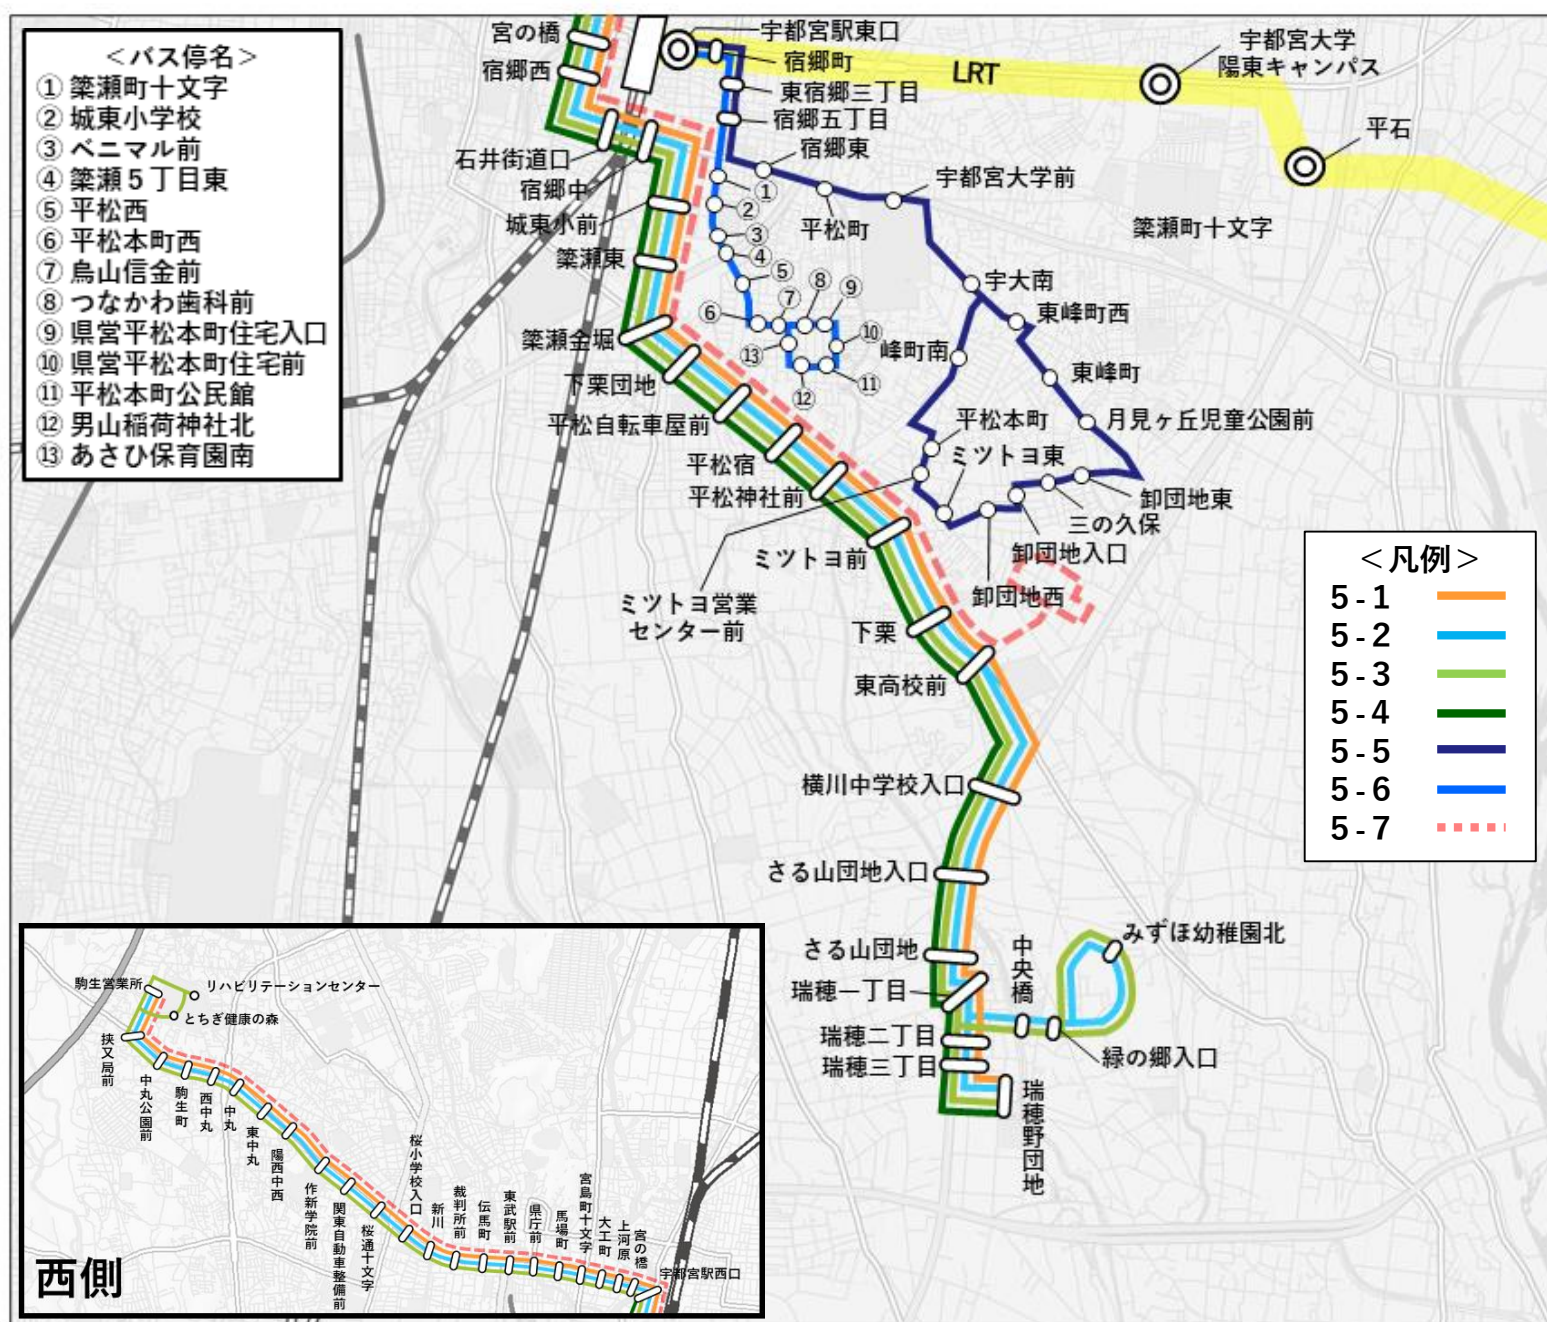 ＜バス停名＞
① 簗瀬町十文字
② 城東小学校
③ ベニマル前
④ 簗瀬５丁目東
⑤ 平松西
⑥ 平松本町西
⑦ 烏山信金前
⑧ つなかわ歯科前
⑨ 県営平松本町住宅入口
⑩ 県営平松本町住宅前
⑪ 平松本町公民館
⑫ 男山稲荷神社北
⑬ あさひ保育園南
宮の橋
宿郷西
石井街道口
宿郷中
城東小前
簗瀬東
簗瀬金堀
下栗団地
平松自転車屋前
平松宿
平松神社前
ミツトヨ前
ミツトヨ営業
センター前
下栗
東高校前
横川中学校入口
さる山団地入口
さる山団地
瑞穂一丁目
瑞穂二丁目
瑞穂三丁目
瑞穂野団地
中央橋
緑の郷入口
みずほ幼稚園北
宇都宮駅東口
宿郷町
東宿郷三丁目
宿郷五丁目
宿郷東
平松町
宇都宮大学前
宇大南
東峰町西
東峰町
月見ヶ丘児童公園前
峰町南
平松本町
ミツトヨ東
卸団地東
三の久保
卸団地入口
卸団地西
①
②
③
④
⑤
⑥
⑦
⑧
⑨
⑩
⑪
⑫
⑬
LRT
宇都宮大学
陽東キャンパス
平石
簗瀬町十文字
＜凡例＞
5-1
5-2
5-3
5-4
5-5
5-6
5-7
駒生営業所
リハビリテーションセンター
とちぎ健康の森
挟又局前
中丸公園前
駒生町
西中丸
中丸
東中丸
陽西中西
作新学院前
関東自動車整備前
桜通十文字
桜小学校入口
新川
裁判所前
伝馬町
東武駅前
県庁前
馬場町
宮島町十文字
大工町
上河原
宮の橋
宇都宮駅西口
西側